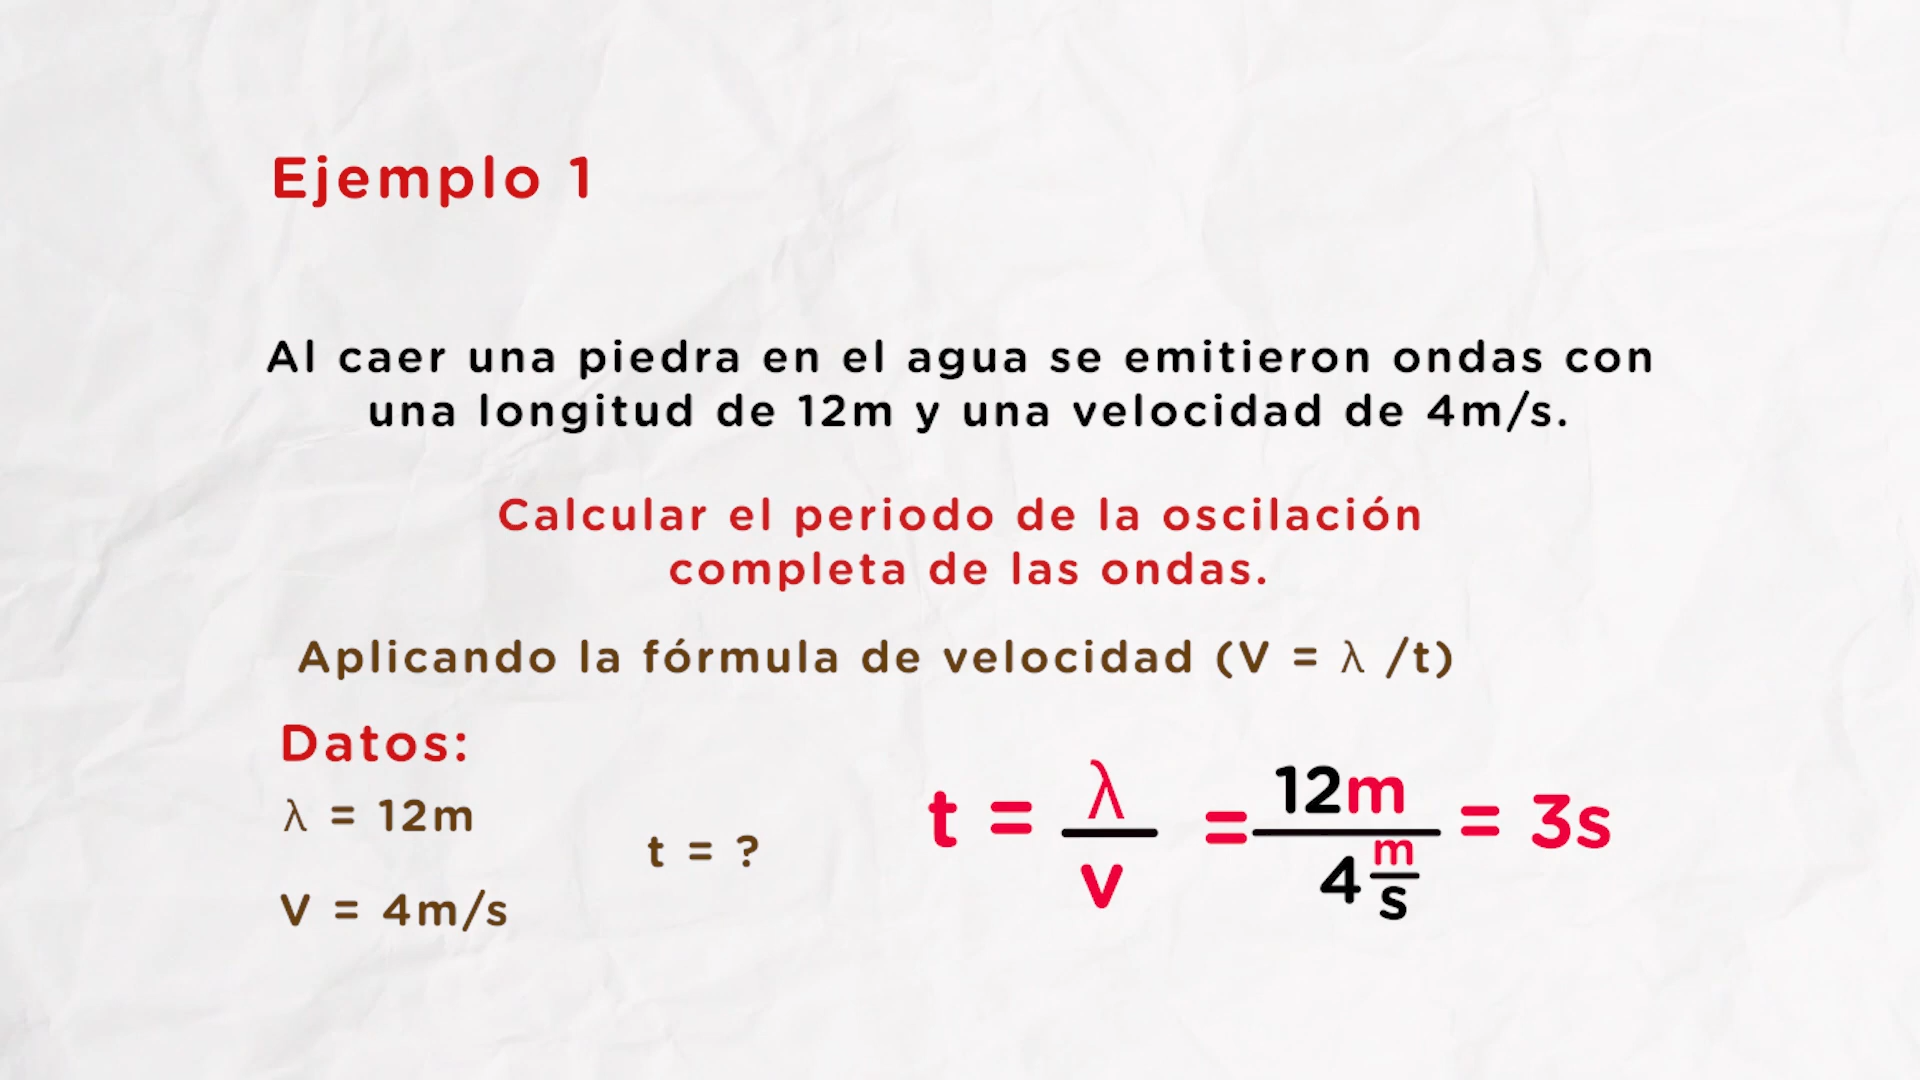 Ejemplo 1
Al caer una piedra en el agua se emitieron ondas con
una longitud de 12m y una velocidad de 4m/s.
Calcular el periodo de la oscilación
completa de las ondas.
Aplicando la fórmula de velocidad (V = λ /t)
Datos:
λ = 12m
t = ?
V = 4m/s
t = λ/v = 12m/4m/s = 3s